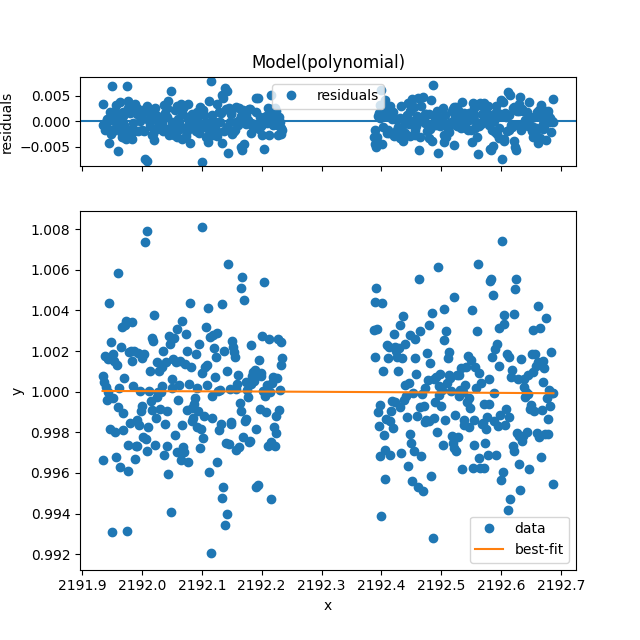 Model(polynomial)
residuals
0.005
0.000
−0.005
residuals
y
1.008
1.006
1.004
1.002
1.000
0.998
0.996
0.994
0.992
data
best-fit
2191.9 2192.0 2192.1 2192.2 2192.3 2192.4 2192.5 2192.6 2192.7
x